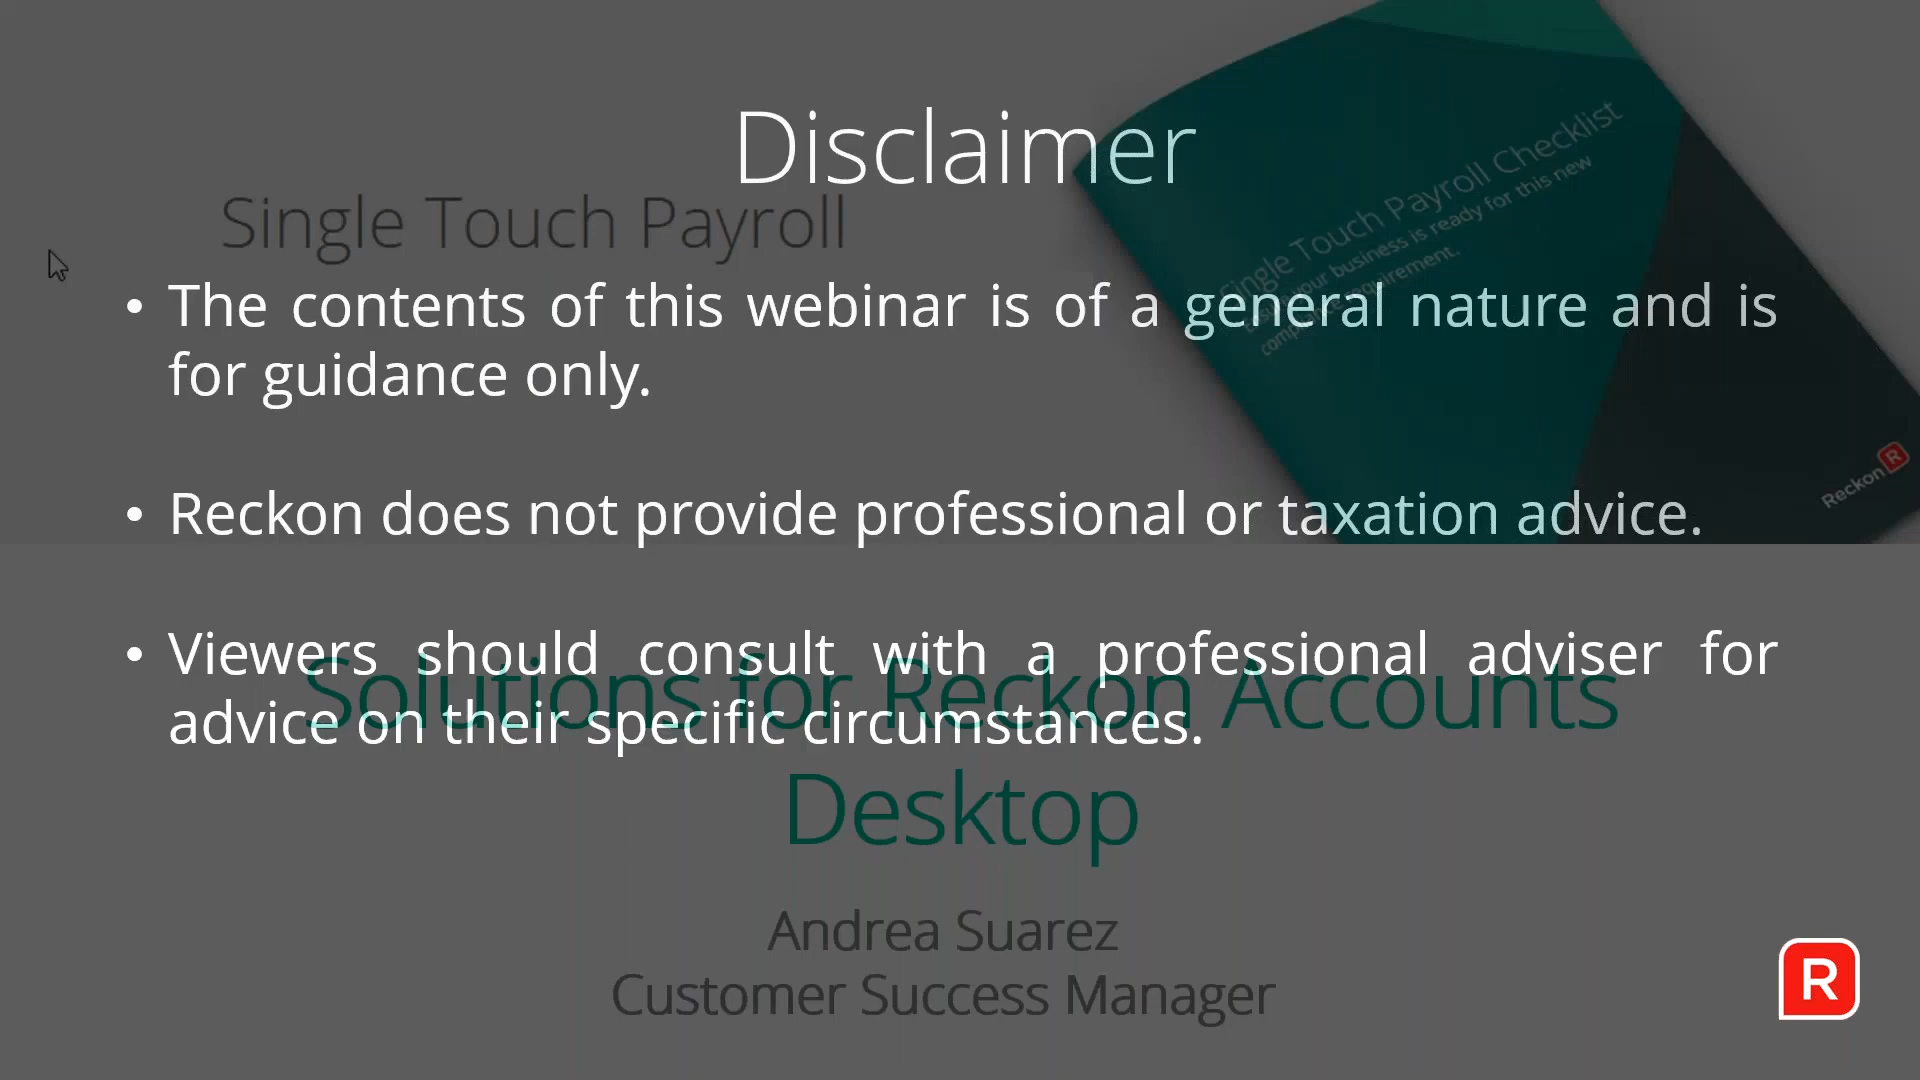 Disclaimer
Single Touch Payroll
Single Touch Payroll Checklist
Ensure your business is ready for this new
compliance requirement.
• The contents of this webinar is of a general nature and is
for guidance only.
Reckon R
• Reckon does not provide professional or taxation advice.
• Viewers should consult with a professional adviser for
advice on their specific circumstances.
Solutions for Reckon Accounts
Desktop
Andrea Suarez
Customer Success Manager
R